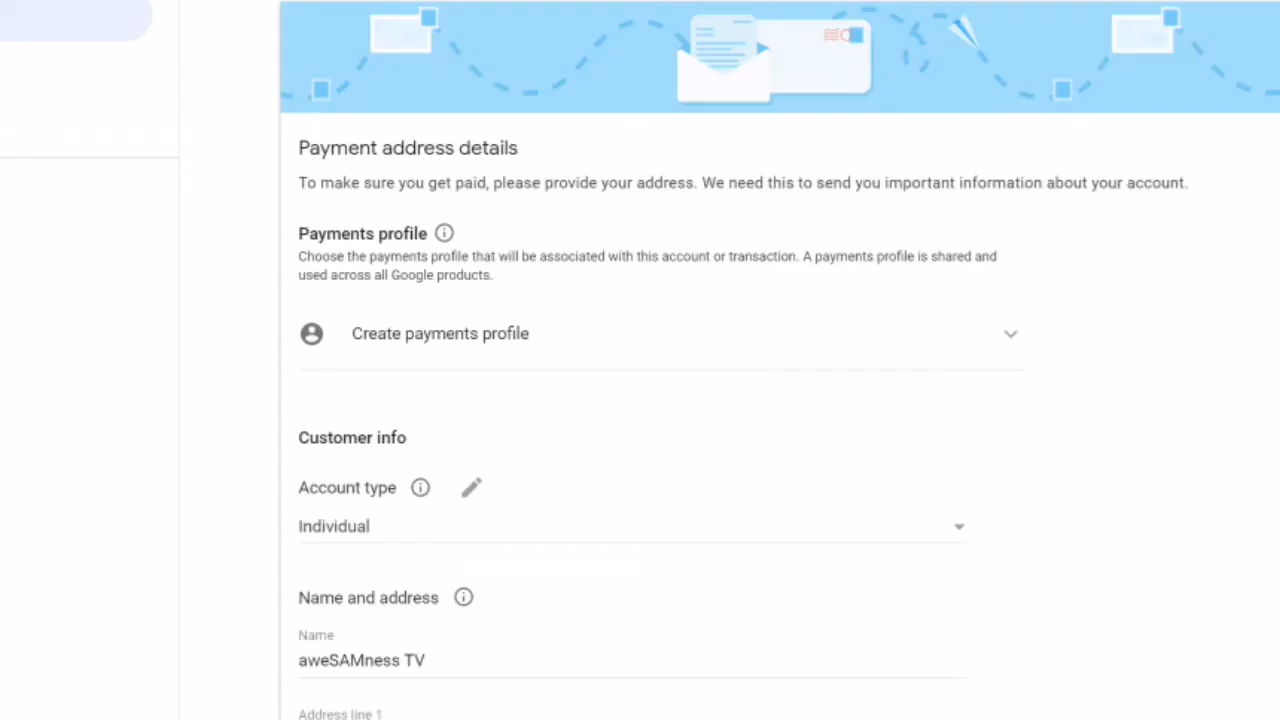 Payment address details
To make sure you get paid, please provide your address. We need this to send you important information about your account.
Payments profile
Choose the payments profile that will be associated with this account or transaction. A payments profile is shared and
used across all Google products.
Create payments profile
Customer info
Account type
Individual
Name and address
Name
aweSAMness TV
Address line 1